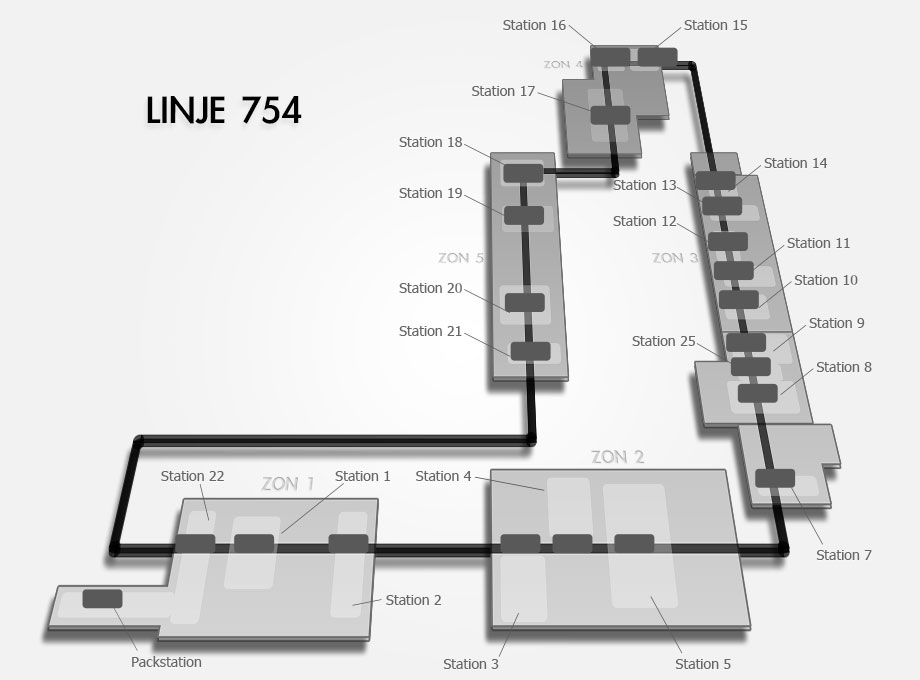 Station 16
Station 15
ZON 4
LINJE 754
Station 17
Station 18
Station 14
Station 13
Station 19
Station 12
Station 11
ZON 5
ZON 3
Station 10
Station 20
Station 9
Station 21
Station 25
Station 8
ZON 2
Station 22
ZON 1
Station 1
Station 4
Station 7
Station 2
Packstation
Station 3
Station 5